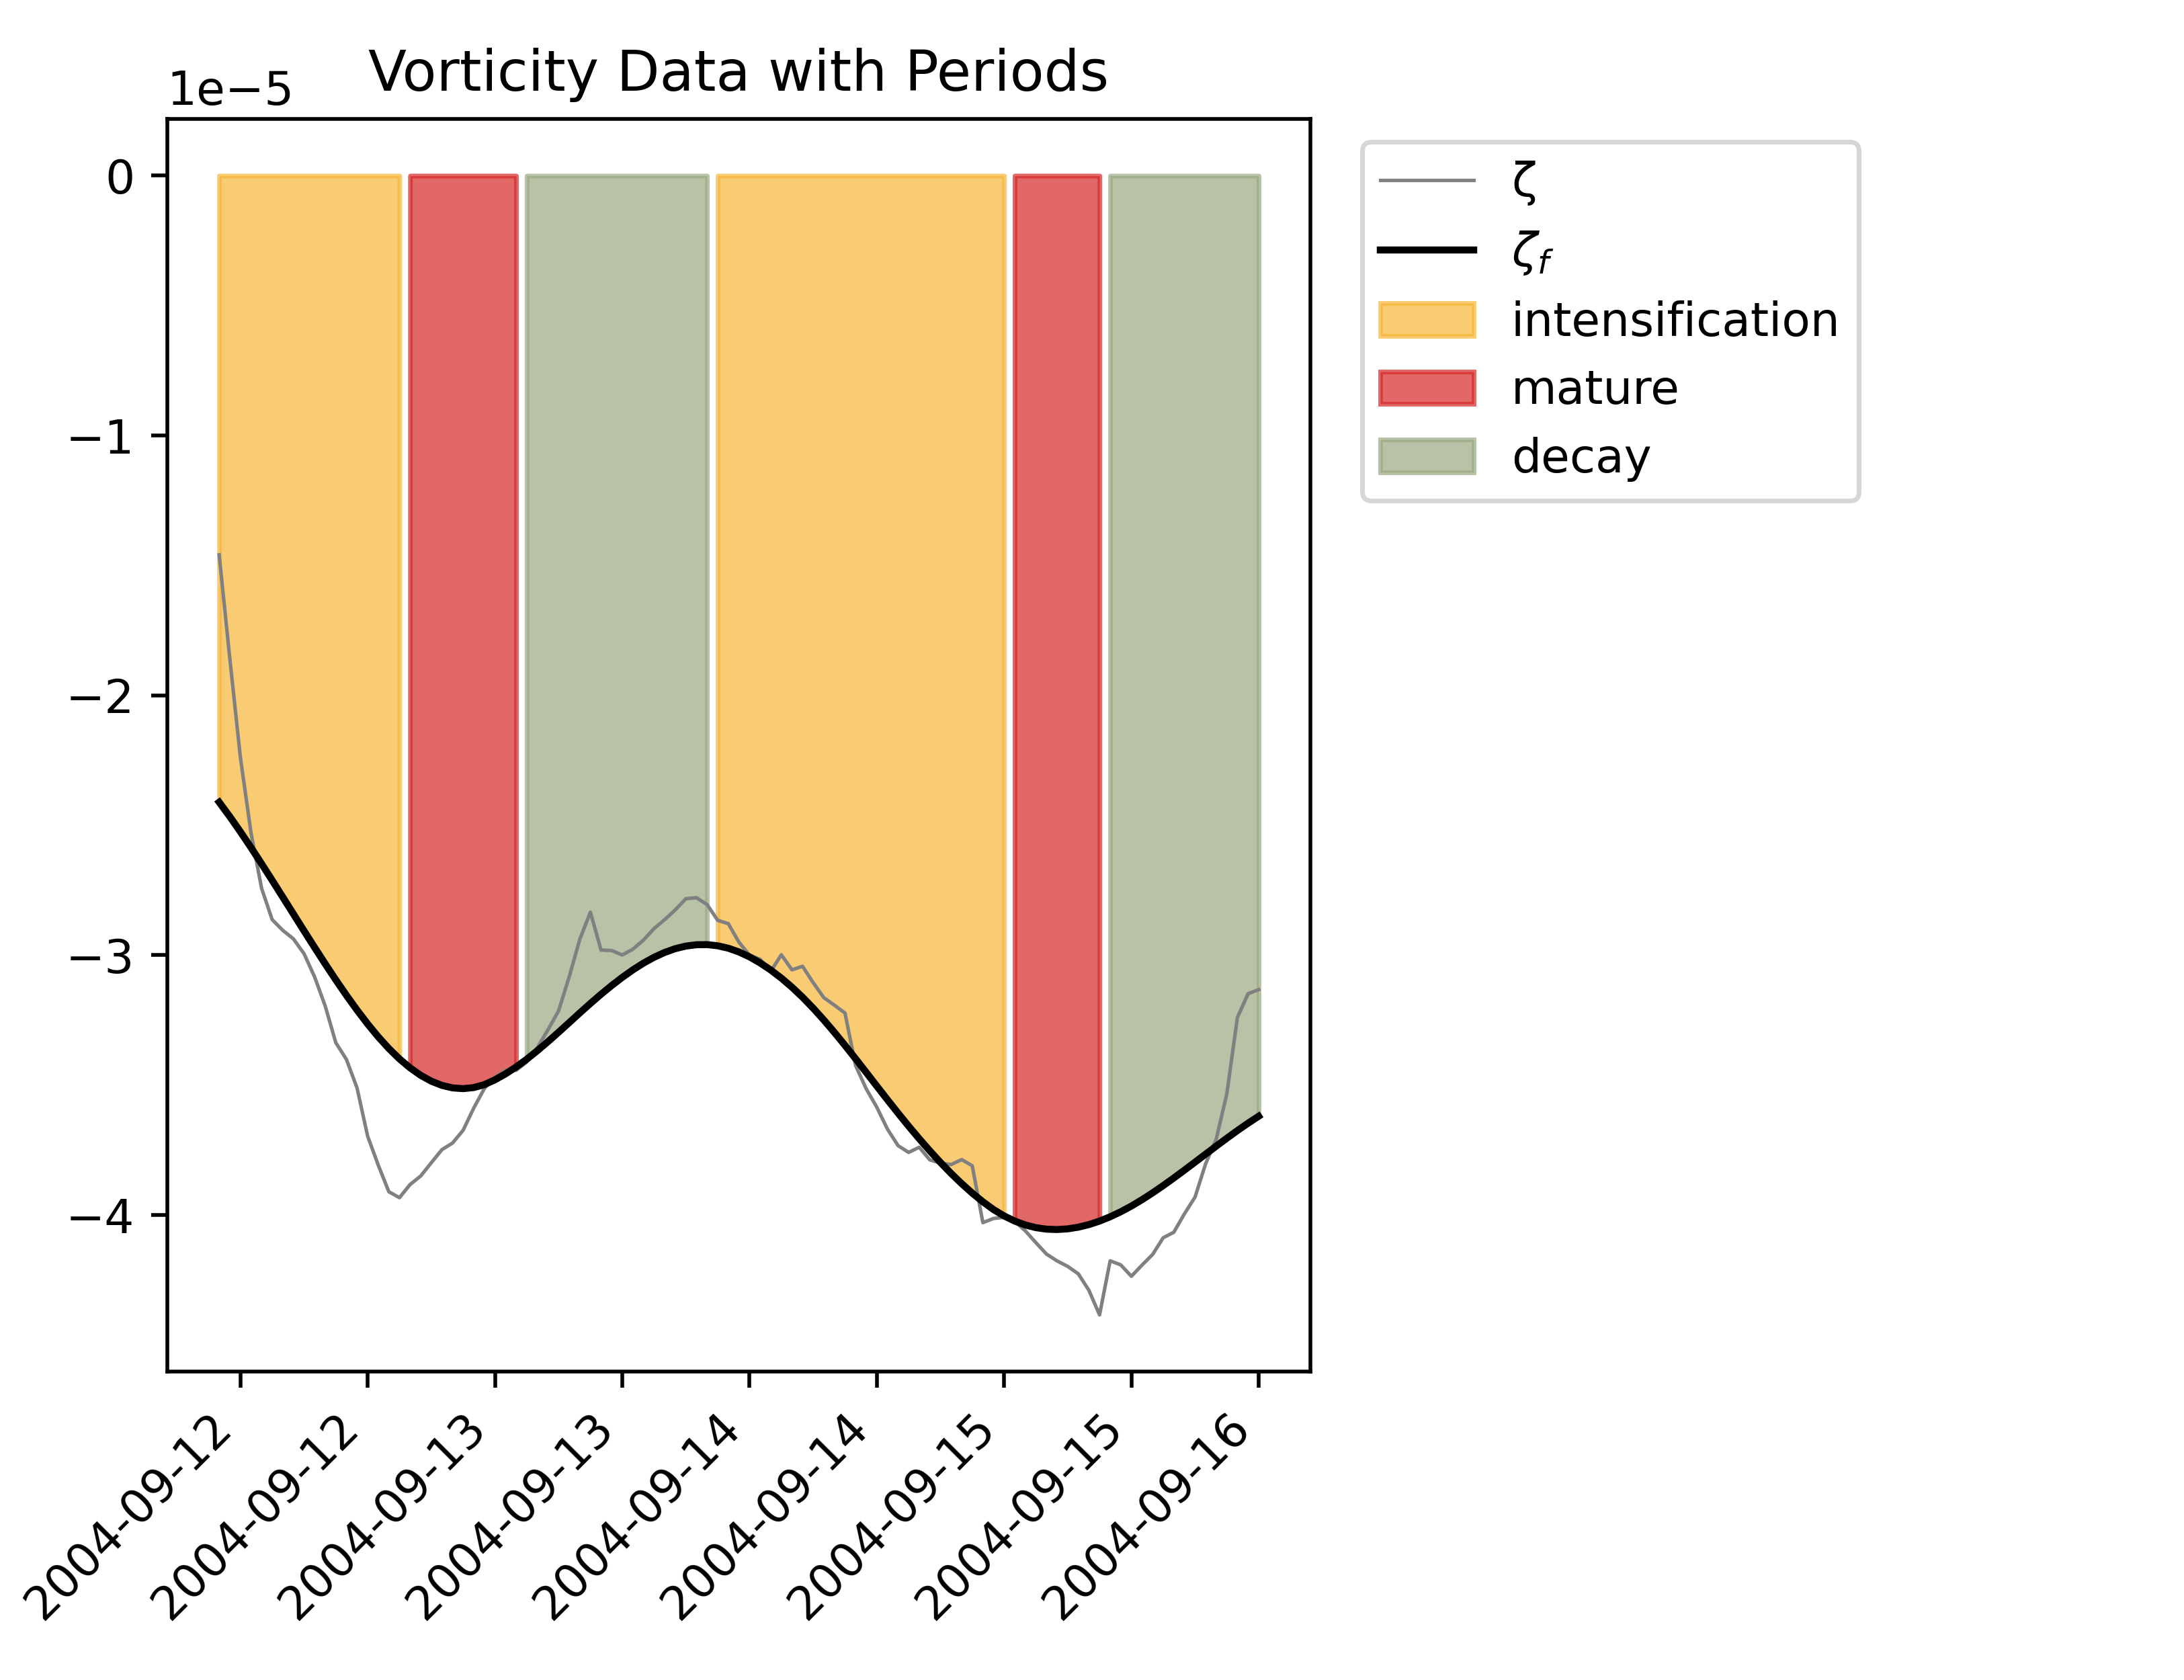 Vorticity Data with Periods
1e−5
0
−1
−2
−3
−4
2004-09-12
2004-09-12
2004-09-13
2004-09-13
2004-09-14
2004-09-14
2004-09-15
2004-09-15
2004-09-16
ζ
ζf
intensification
mature
decay